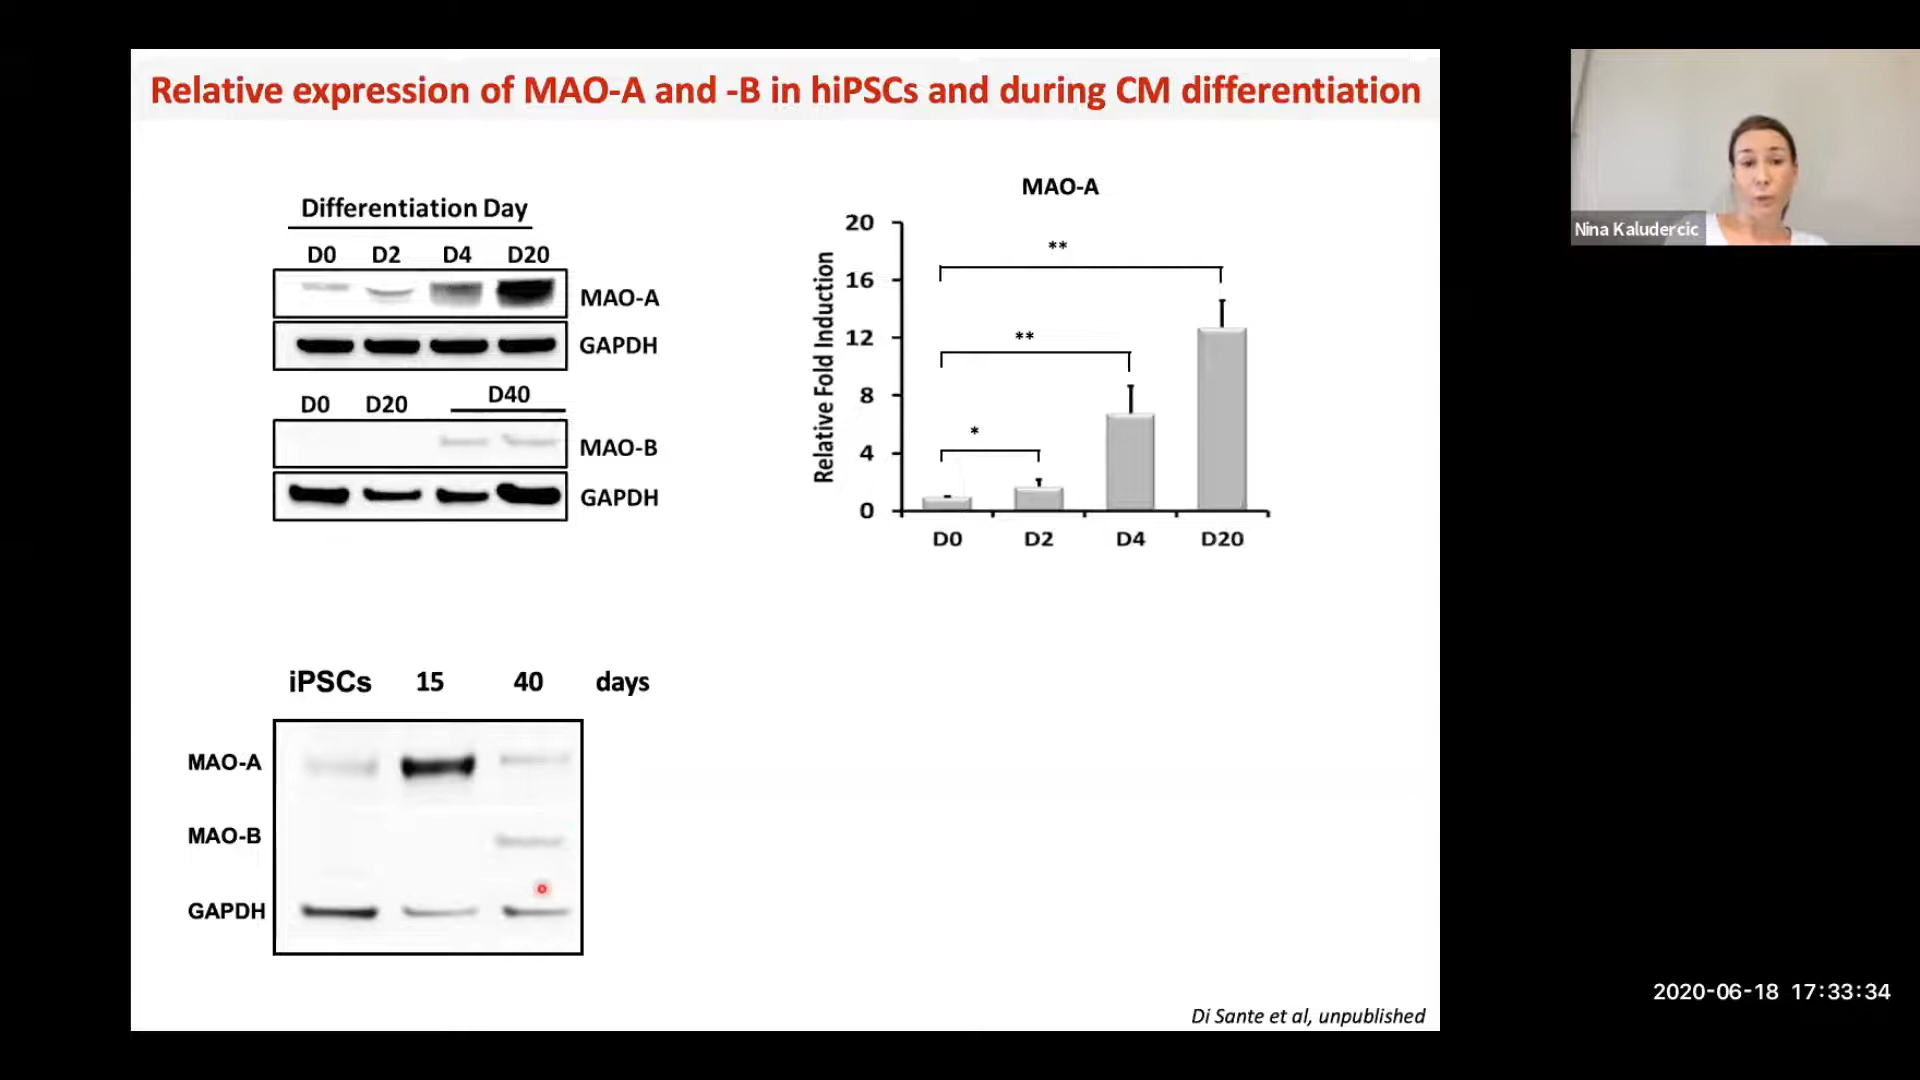 Relative expression of MAO-A and -B in hiPSCs and during CM differentiation
Differentiation Day
D0 D2 D4 D20
MAO-A
GAPDH
D0 D20 D40
MAO-B
GAPDH
MAO-A
Relative Fold Induction
20
16
12
8
4
0
**
**
*
D0 D2 D4 D20
iPSCs 15 40 days
MAO-A
MAO-B
GAPDH
Di Sante et al, unpublished
Nina Kaludercic
2020-06-18 17:33:34